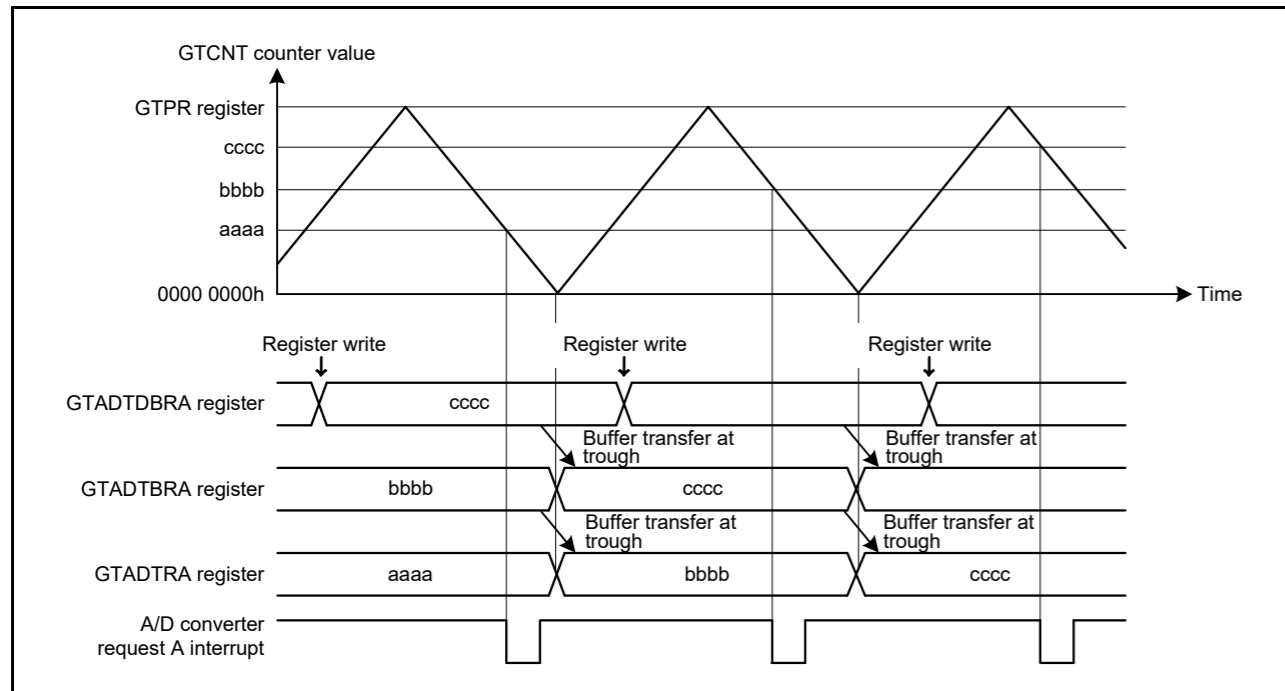 GTCNT counter value
GTPR register
cccc
bbbb
aaaa
0000 0000h
Time
Register write
Register write
Register write
GTADTDBRA register
cccc
Buffer transfer at
trough
Buffer transfer at
trough
GTADTBRA register
bbbb
cccc
Buffer transfer at
trough
Buffer transfer at
trough
GTADTRA register
aaaa
bbbb
cccc
A/D converter
request A interrupt